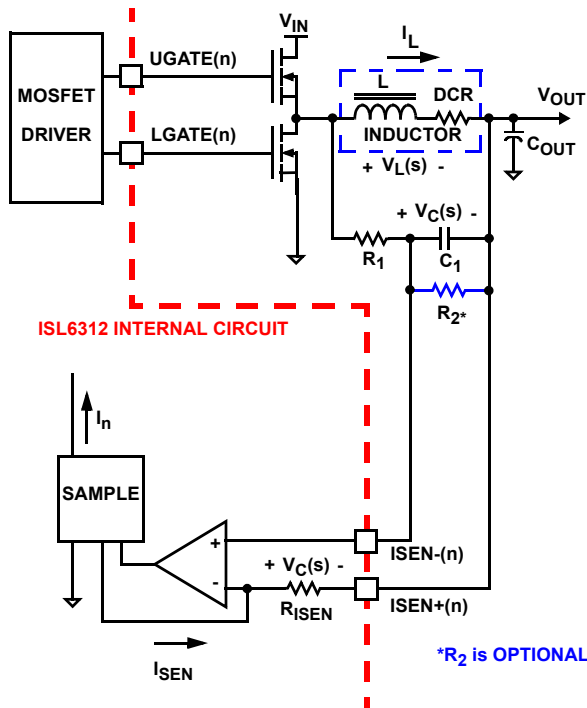 V_IN
I_L
MOSFET
DRIVER
UGATE(n)
LGATE(n)
L
DCR
INDUCTOR
V_OUT
C_OUT
+ V_L(s) -
+ V_C(s) -
R_1
C_1
R_2*
ISL6312 INTERNAL CIRCUIT
I_n
SAMPLE
+
-
+ V_C(s) -
R_ISEN
ISEN-(n)
ISEN+(n)
I_SEN
*R_2 is OPTIONAL